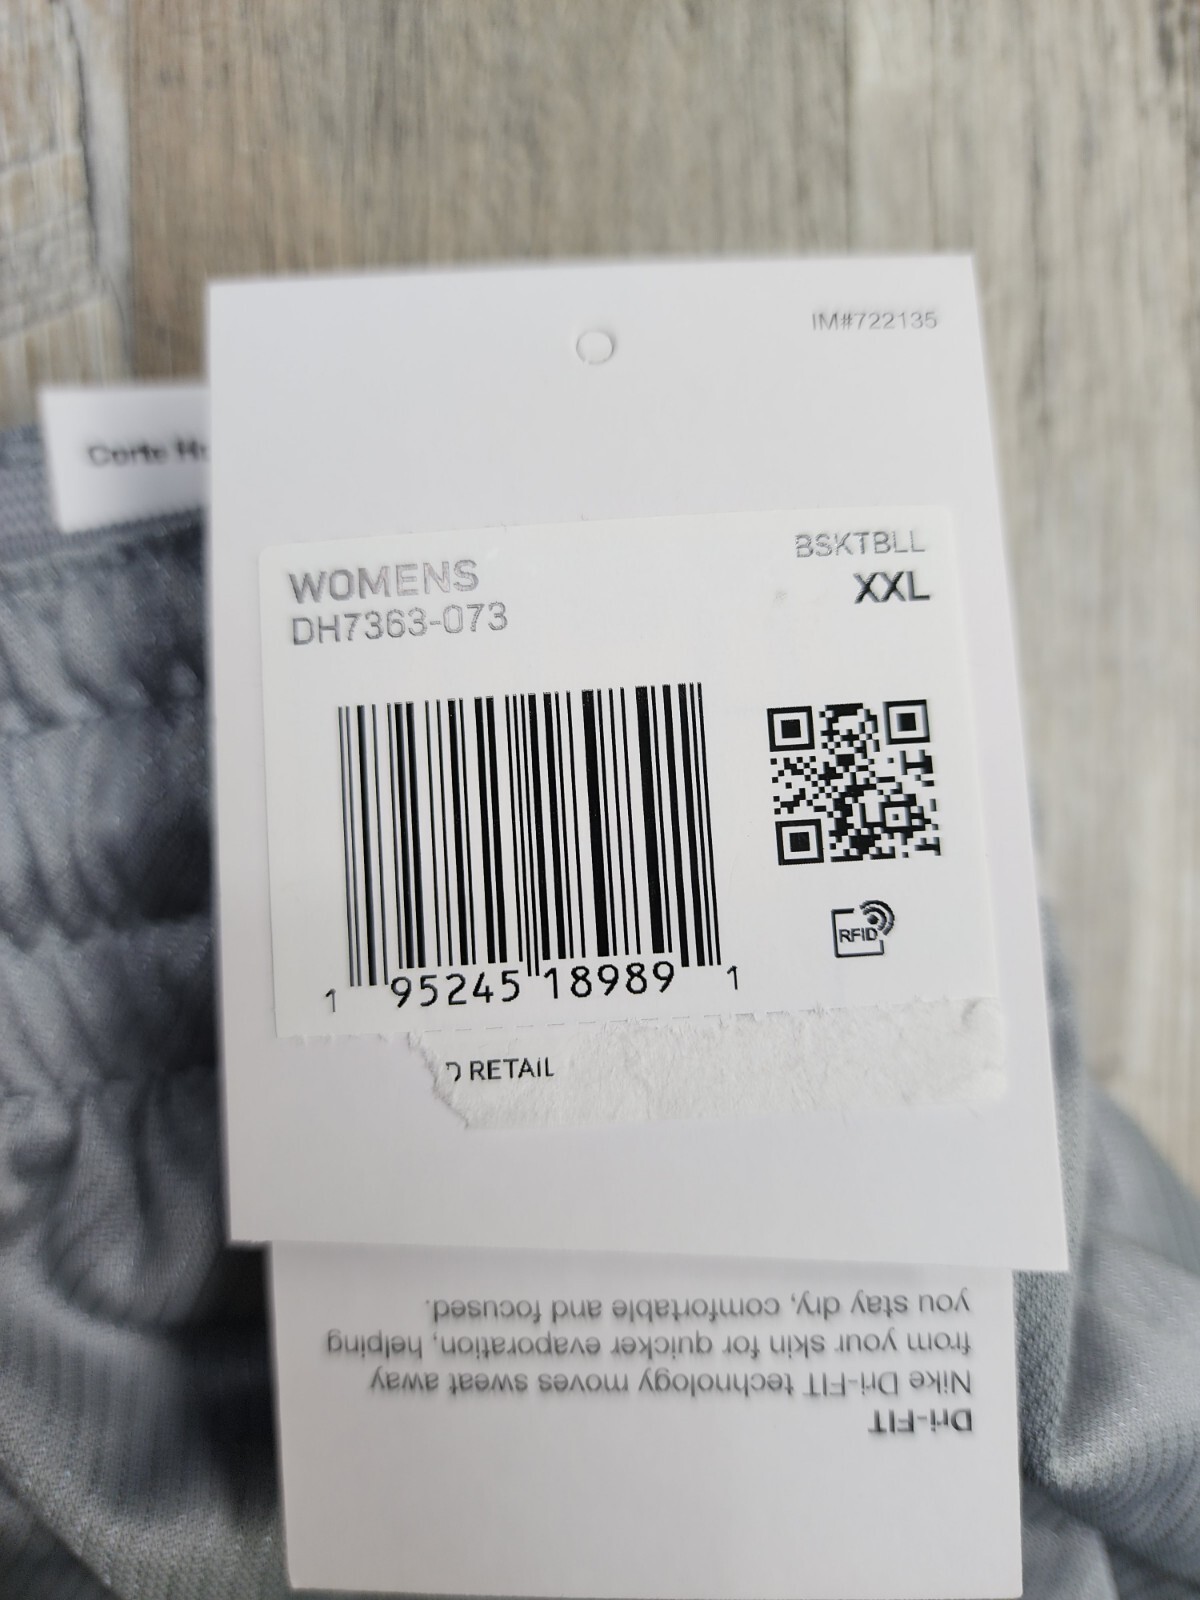 IM#722135
Corte
WOMENS
BSKTBLL
DH7363-073
XXL
RFID
1 95245 18989 1
RETAIL
Dri-FIT
Nike Dri-FIT technology moves sweat away
from your skin for quicker evaporation, helping
you stay dry, comfortable and focused.